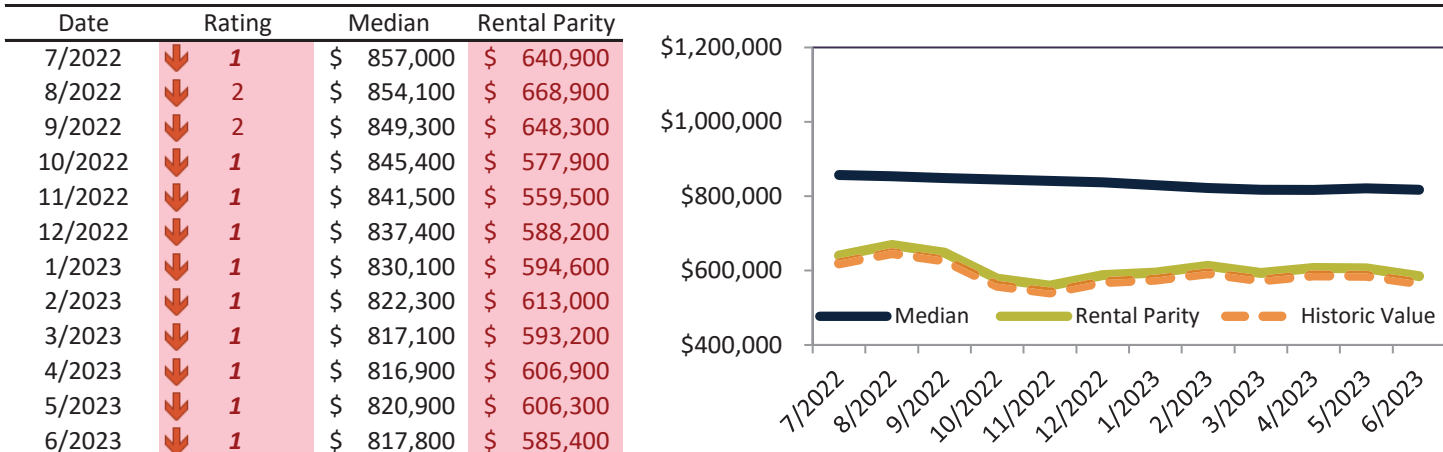 Date Rating Median Rental Parity
7/2022 1 $ 857,000 $ 640,900
8/2022 2 $ 854,100 $ 668,900
9/2022 2 $ 849,300 $ 648,300
10/2022 1 $ 845,400 $ 577,900
11/2022 1 $ 841,500 $ 559,500
12/2022 1 $ 837,400 $ 588,200
1/2023 1 $ 830,100 $ 594,600
2/2023 1 $ 822,300 $ 613,000
3/2023 1 $ 817,100 $ 593,200
4/2023 1 $ 816,900 $ 606,900
5/2023 1 $ 820,900 $ 606,300
6/2023 1 $ 817,800 $ 585,400
$1,200,000
$1,000,000
$800,000
$600,000
$400,000
Median Rental Parity Historic Value
7/2022 8/2022 9/2022 10/2022 11/2022 12/2022 1/2023 2/2023 3/2023 4/2023 5/2023 6/2023